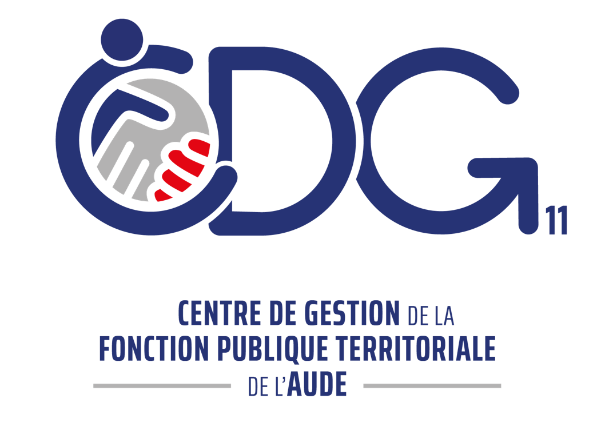 CDG 11
CENTRE DE GESTION DE LA
FONCTION PUBLIQUE TERRITORIALE
DE L'AUDE